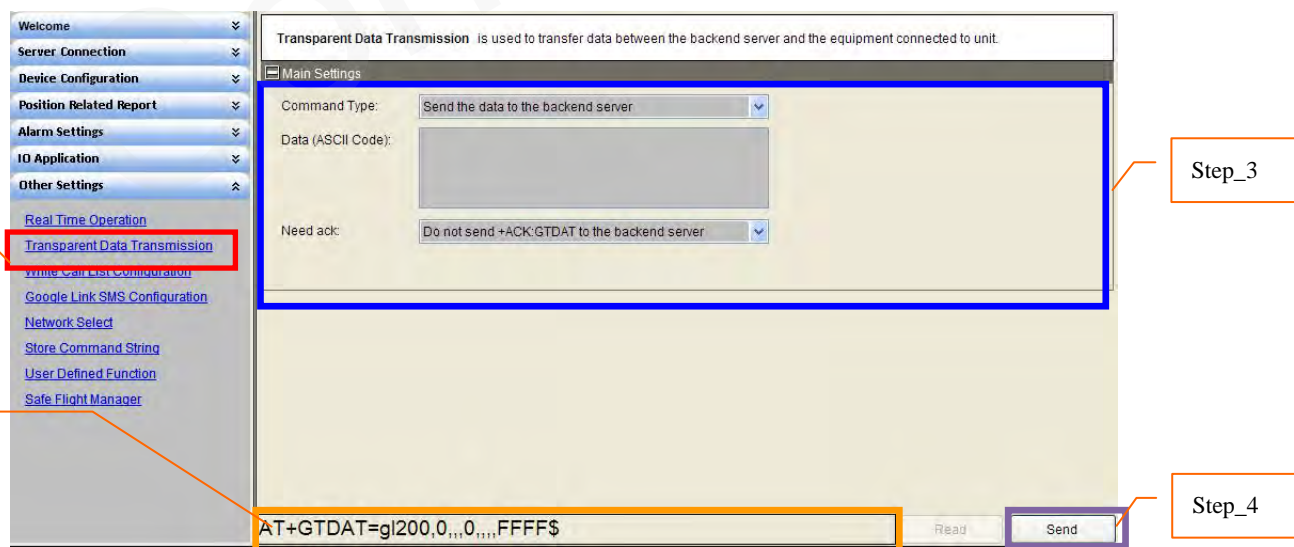 Welcome
Server Connection
Device Configuration
Position Related Report
Alarm Settings
IO Application
Other Settings
Real Time Operation
Transparent Data Transmission
White Call List Configuration
Google Link SMS Configuration
Network Select
Store Command String
User Defined Function
Safe Flight Manager
Transparent Data Transmission is used to transfer data between the backend server and the equipment connected to unit.
Main Settings
Command Type: Send the data to the backend server
Data (ASCII Code):
Need ack: Do not send +ACK:GTDAT to the backend server
Step_3
AT+GTDAT=gl200,0,,,0,,,,FFFF$
Read
Send
Step_4